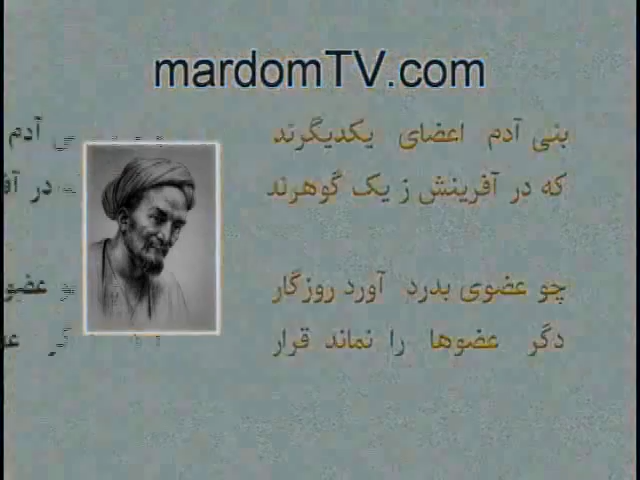 mardomTV.com
بنی آدم اعضای یکدیگرند
که در آفرینش ز یک گوهرند
چو عضوی بدرد آورد روزگار
دگر عضوها را نماند قرار